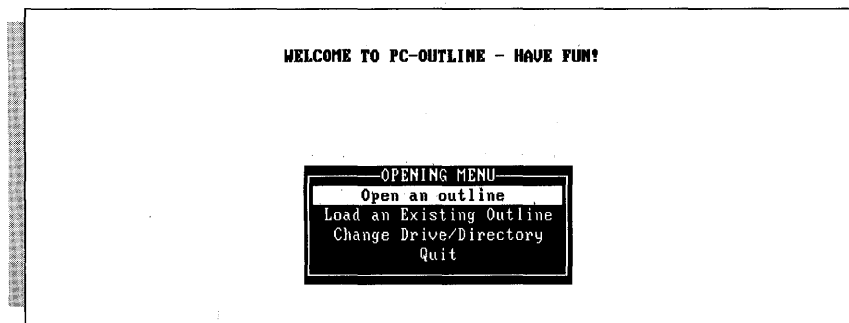 WELCOME TO PC-OUTLINE - HAVE FUN!
OPENING MENU
Open an outline
Load an Existing Outline
Change Drive/Directory
Quit